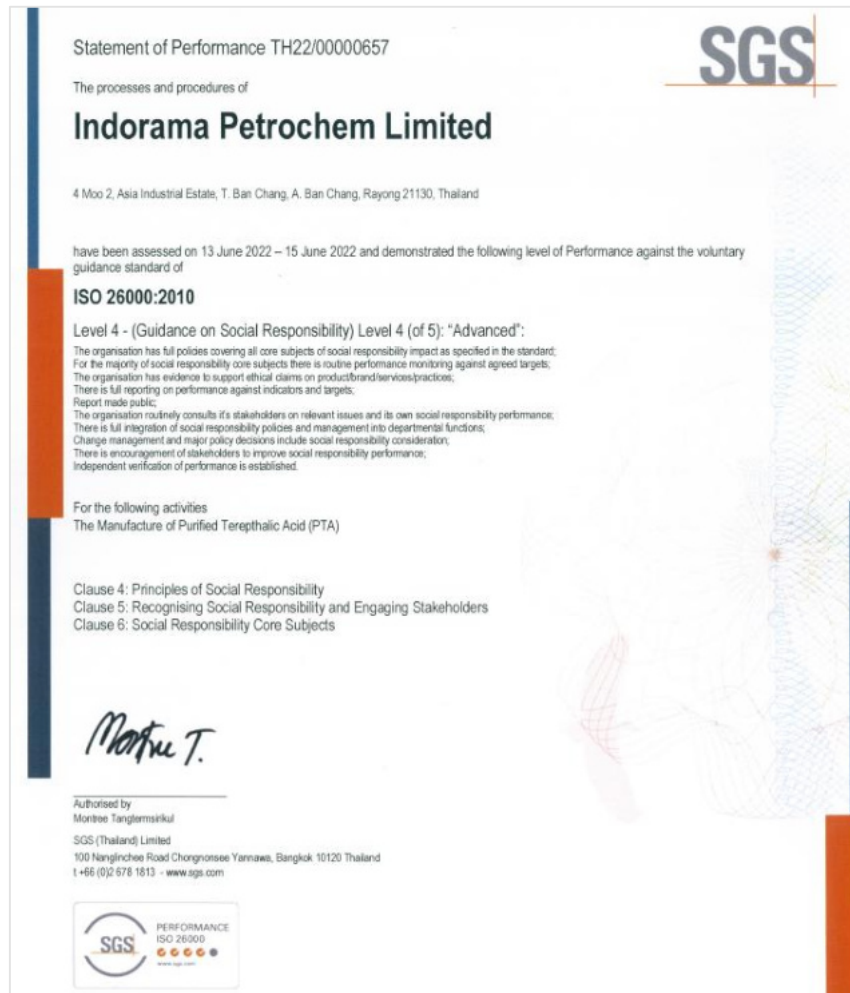 Statement of Performance TH22/00000657
SGS
The processes and procedures of
Indorama Petrochem Limited
4 Moo 2, Asia Industrial Estate, T. Ban Chang, A. Ban Chang, Rayong 21130, Thailand
have been assessed on 13 June 2022 – 15 June 2022 and demonstrated the following level of Performance against the voluntary
guidance standard of
ISO 26000:2010
Level 4 - (Guidance on Social Responsibility) Level 4 (of 5): “Advanced”:
The organisation has full policies covering all core subjects of social responsibility impact as specified in the standard;
For the majority of social responsibility core subjects there is routine performance monitoring against agreed targets;
The organisation has evidence to support ethical claims on product/brand/services/practices;
There is full reporting on performance against indicators and targets;
Report made public;
The organisation routinely consults it's stakeholders on relevant issues and its own social responsibility performance;
There is full integration of social responsibility policies and management into departmental functions;
Change management and major policy decisions include social responsibility consideration;
There is encouragement of stakeholders to improve social responsibility performance;
Independent verification of performance is established.
For the following activities
The Manufacture of Purified Terepthalic Acid (PTA)
Clause 4: Principles of Social Responsibility
Clause 5: Recognising Social Responsibility and Engaging Stakeholders
Clause 6: Social Responsibility Core Subjects
Montree T.
Authorised by
Montree Tangtermsirikul
SGS (Thailand) Limited
100 Nanglinchee Road Chongnonsee Yannawa, Bangkok 10120 Thailand
t +66 (0)2 678 1813 - www.sgs.com
SGS
PERFORMANCE
ISO 26000
www.sgs.com